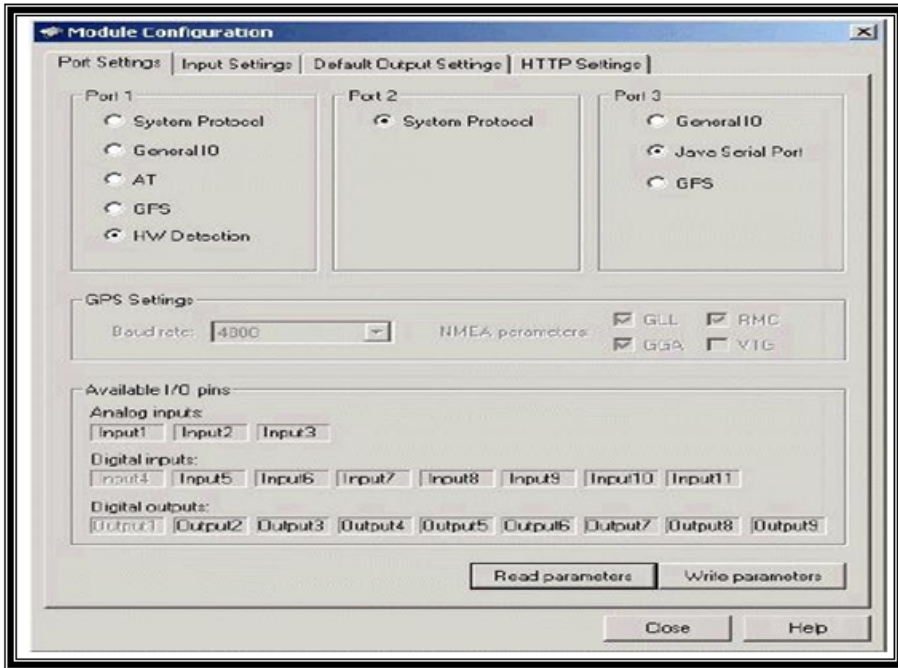 Module Configuration
Port Settings Input Settings Default Output Settings HTTP Settings
Port 1
System Protocol
General IO
AT
GPS
HW Detection
Port 2
System Protocol
Port 3
General IO
Java Serial Port
GPS
GPS Settings
Baud rate: 4800
NMEA parameters
GLL RMC
GGA VTG
Available I/O pins
Analog inputs:
Input1 Input2 Input3
Digital inputs:
Input4 Input5 Input6 Input7 Input8 Input9 Input10 Input11
Digital outputs:
Output1 Output2 Output3 Output4 Output5 Output6 Output7 Output8 Output9
Read parameters Write parameters
Close Help